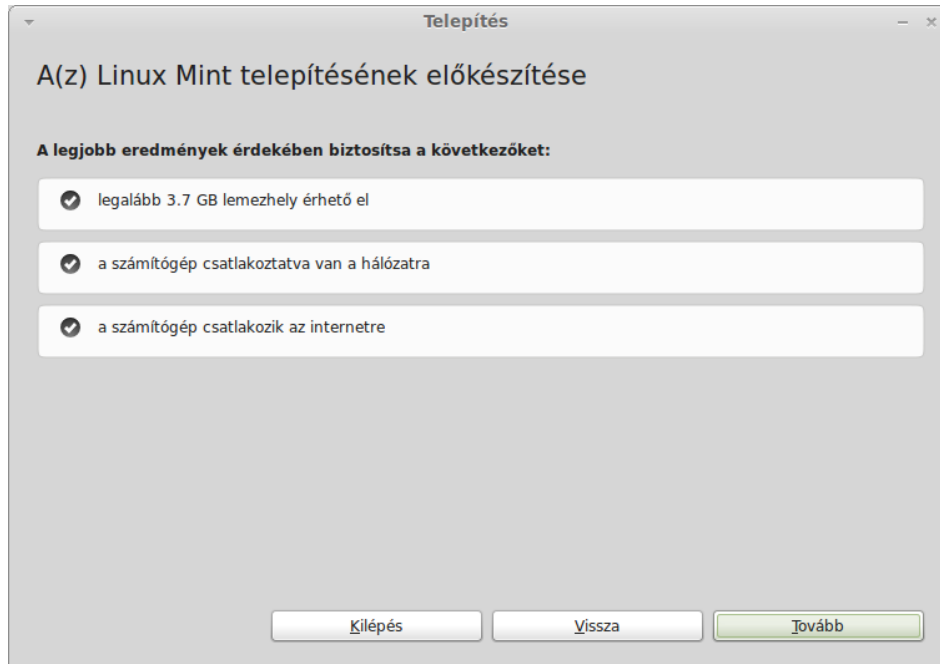 Telepítés
A(z) Linux Mint telepítésének előkészítése
A legjobb eredmények érdekében biztosítsa a következőket:
legalább 3.7 GB lemezhely érhető el
a számítógép csatlakoztatva van a hálózatra
a számítógép csatlakozik az internetre
Kilépés
Vissza
Tovább